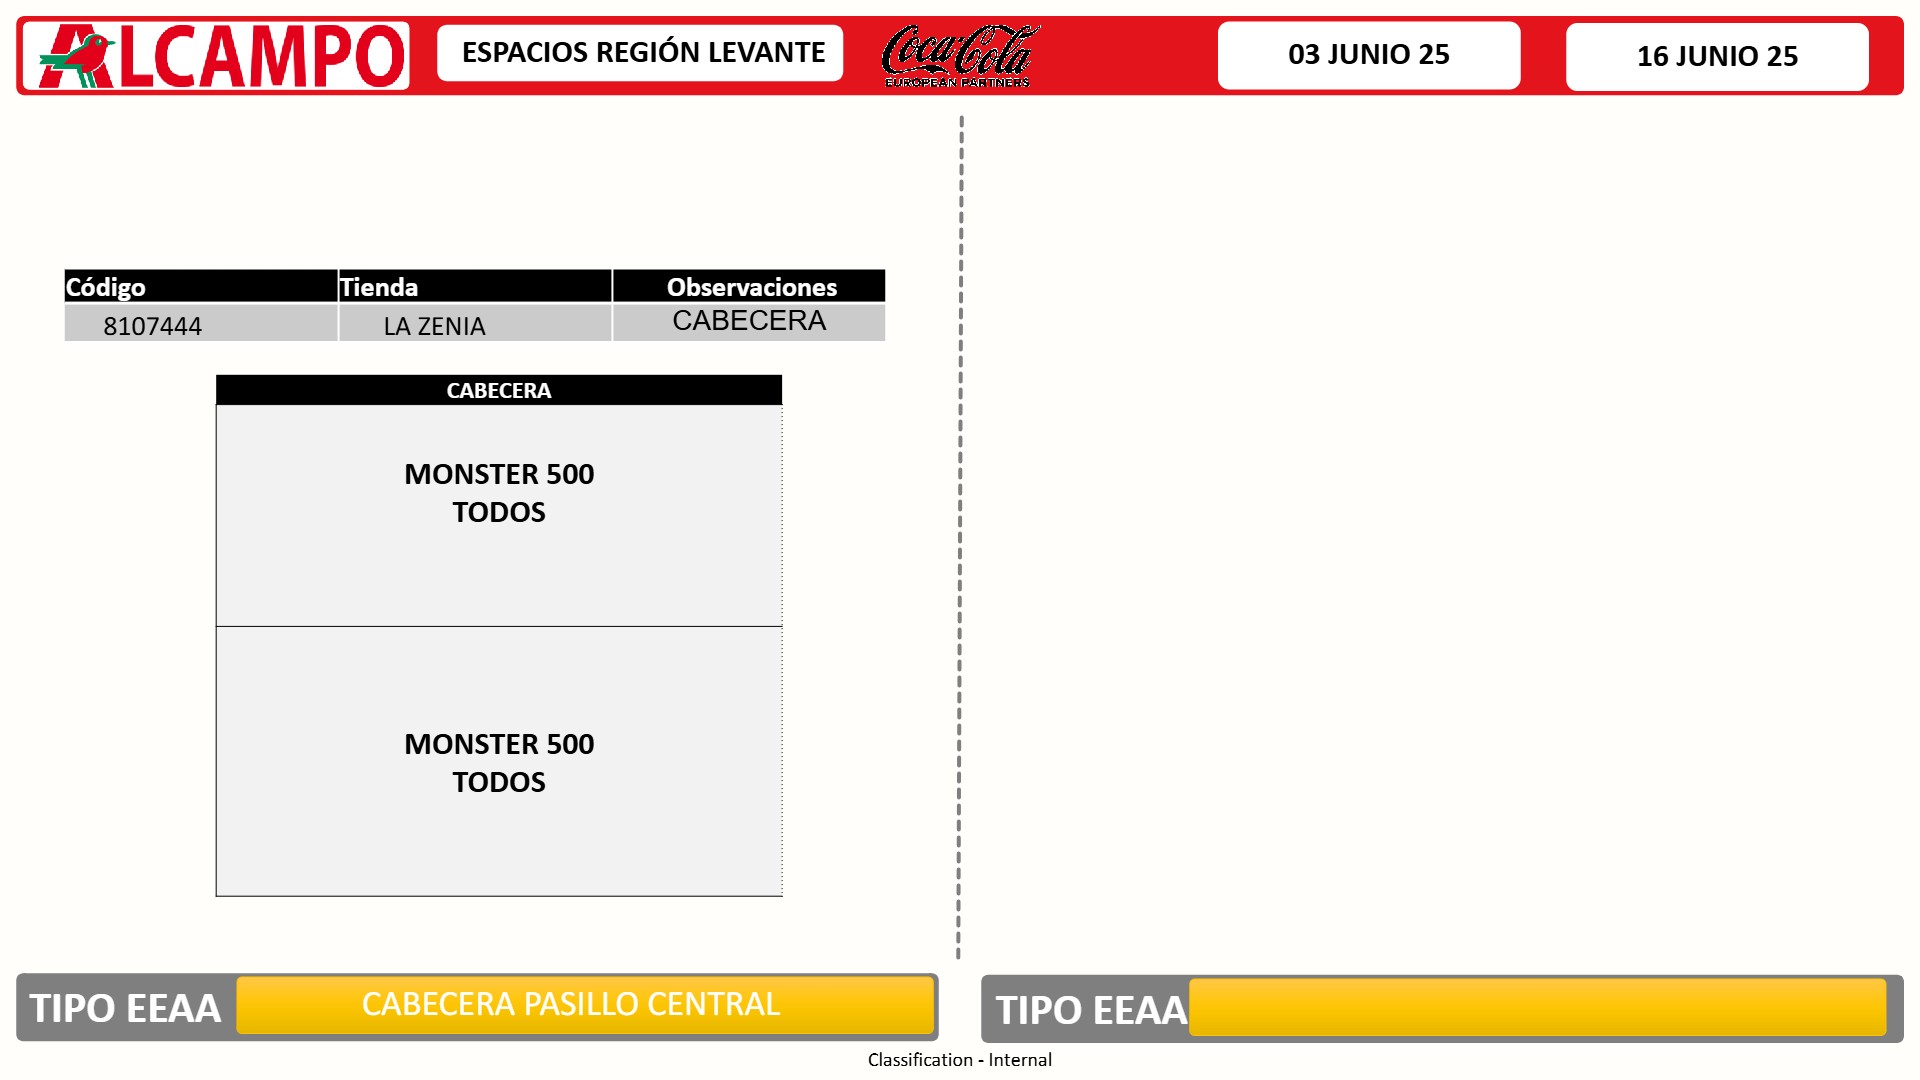 ALCAMPO
ESPACIOS REGIÓN LEVANTE
Coca-Cola
EUROPEAN PARTNERS
03 JUNIO 25
16 JUNIO 25
Código Tienda Observaciones
8107444 LA ZENIA CABECERA
CABECERA
MONSTER 500
TODOS
MONSTER 500
TODOS
TIPO EEAA CABECERA PASILLO CENTRAL
TIPO EEAA
Classification - Internal